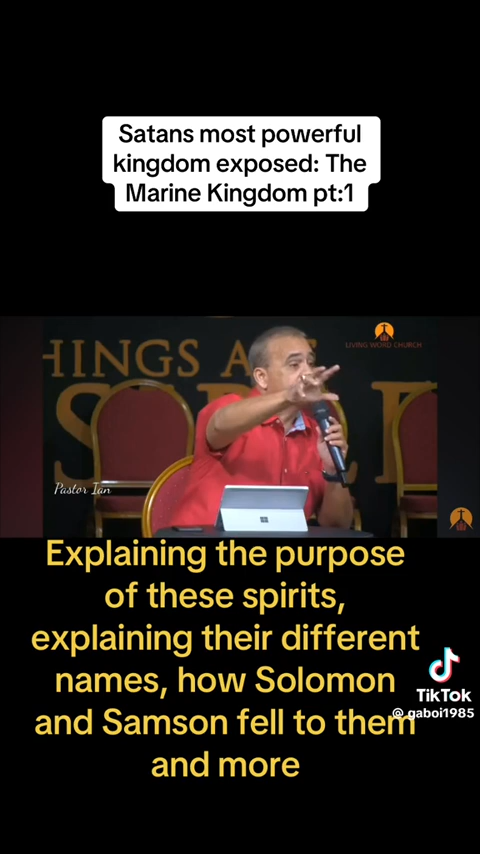 Satans most powerful
kingdom exposed: The
Marine Kingdom pt:1
LIVING WORD CHURCH
HINGS A
Pastor Ian
Explaining the purpose
of these spirits,
explaining their different
names, how Solomon
and Samson fell to them
and more
TikTok
@ gaboi1985